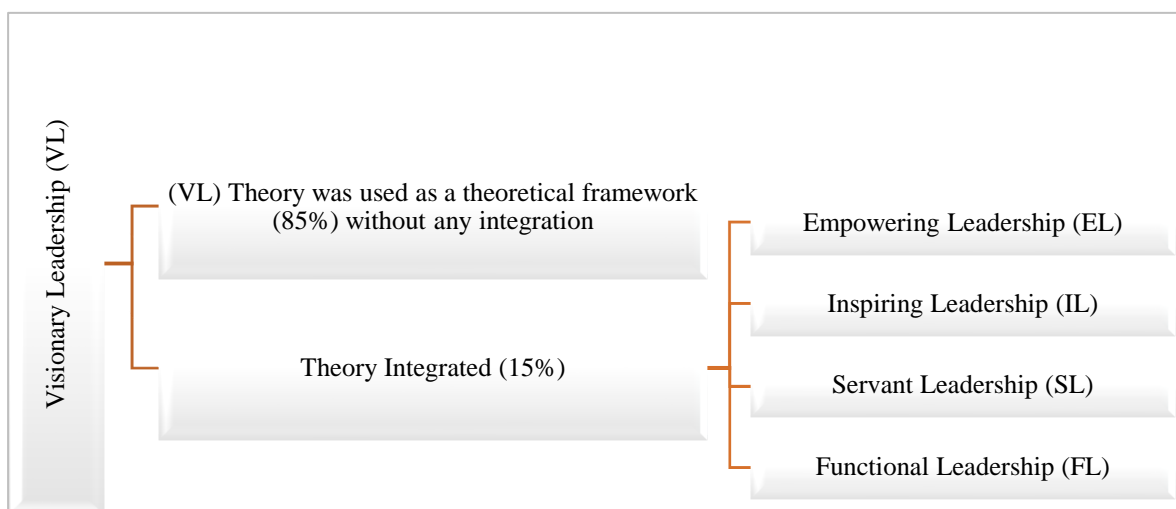 Visionary Leadership (VL)
(VL) Theory was used as a theoretical framework
(85%) without any integration
Theory Integrated (15%)
Empowering Leadership (EL)
Inspiring Leadership (IL)
Servant Leadership (SL)
Functional Leadership (FL)